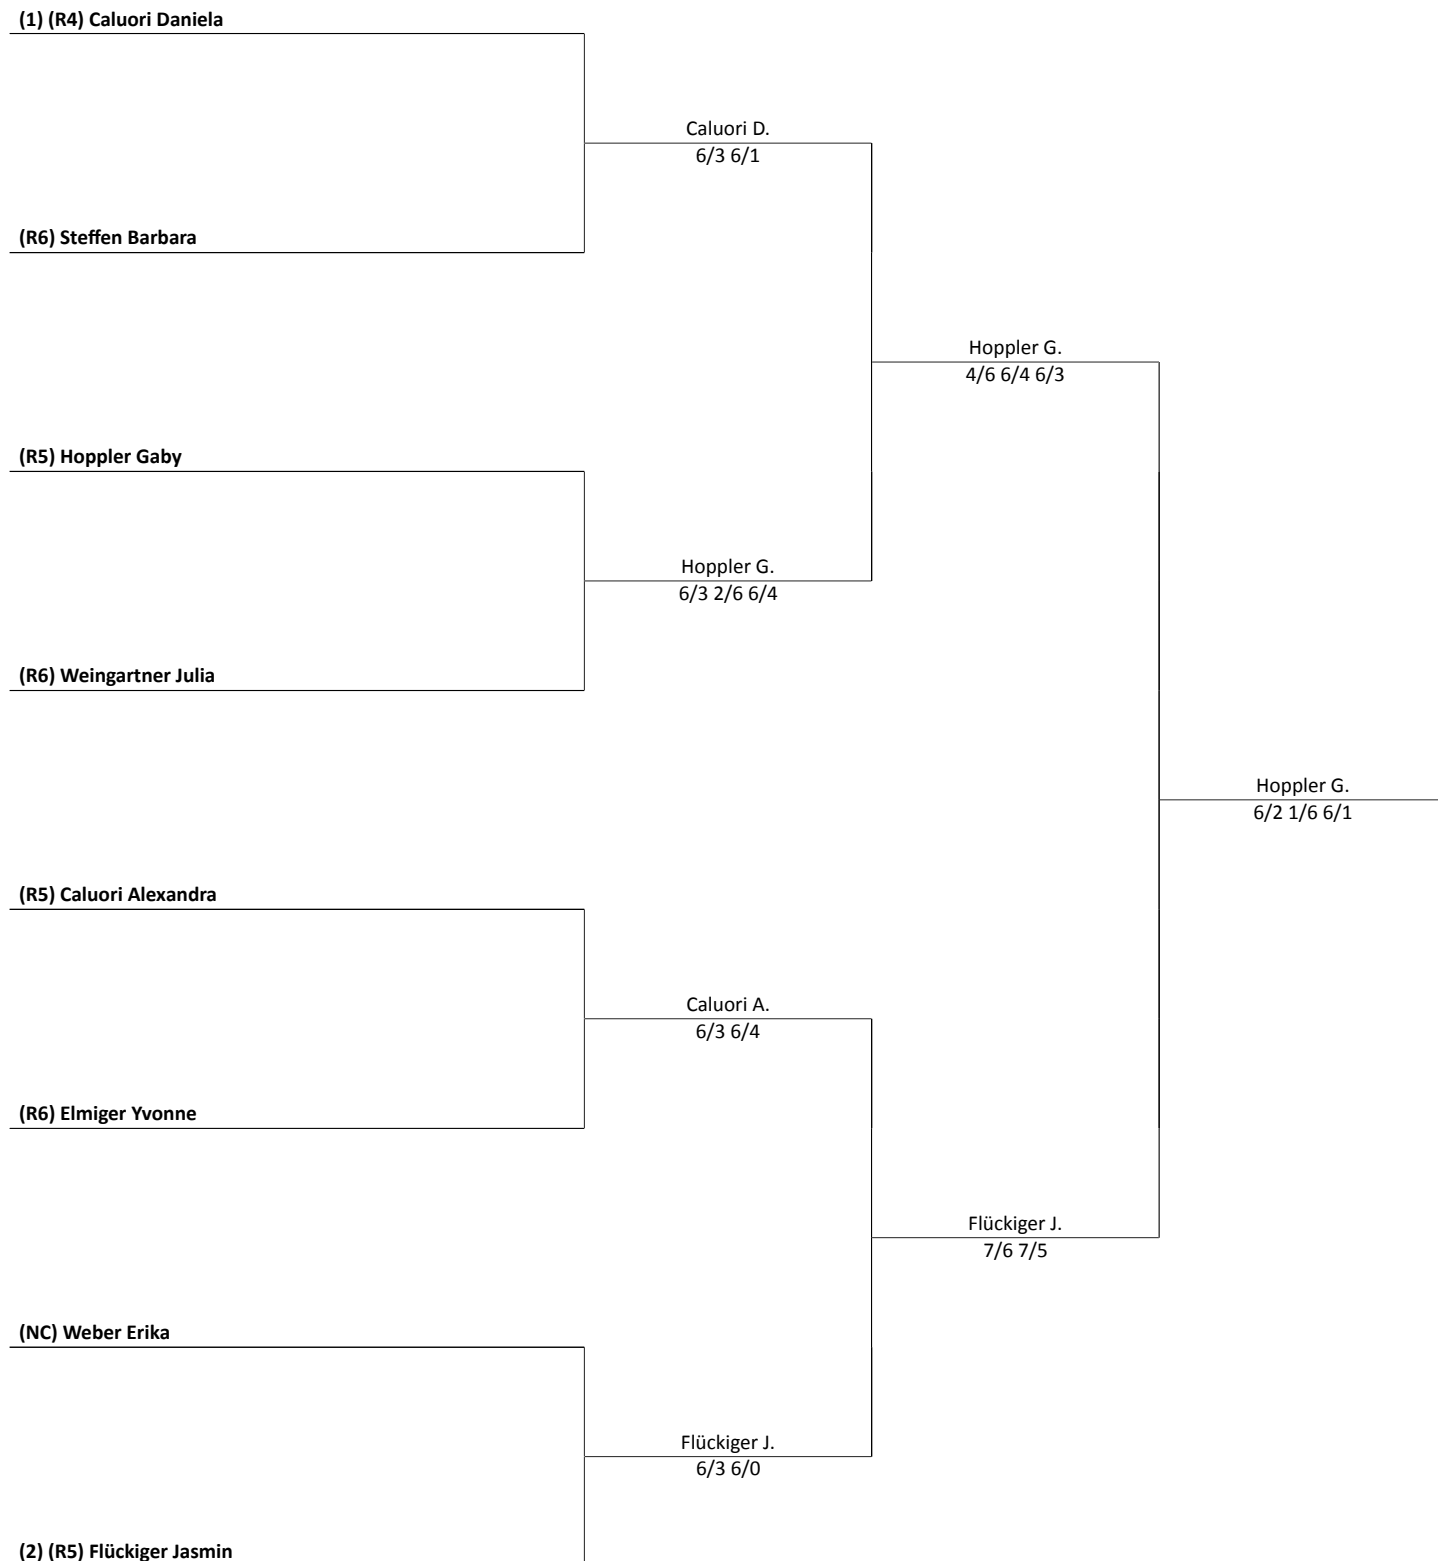 (1) (R4) Caluori Daniela
Caluori D.
6/3 6/1
(R6) Steffen Barbara
Hoppler G.
4/6 6/4 6/3
(R5) Hoppler Gaby
Hoppler G.
6/3 2/6 6/4
(R6) Weingartner Julia
Hoppler G.
6/2 1/6 6/1
(R5) Caluori Alexandra
Caluori A.
6/3 6/4
(R6) Elmiger Yvonne
Flückiger J.
7/6 7/5
(NC) Weber Erika
Flückiger J.
6/3 6/0
(2) (R5) Flückiger Jasmin